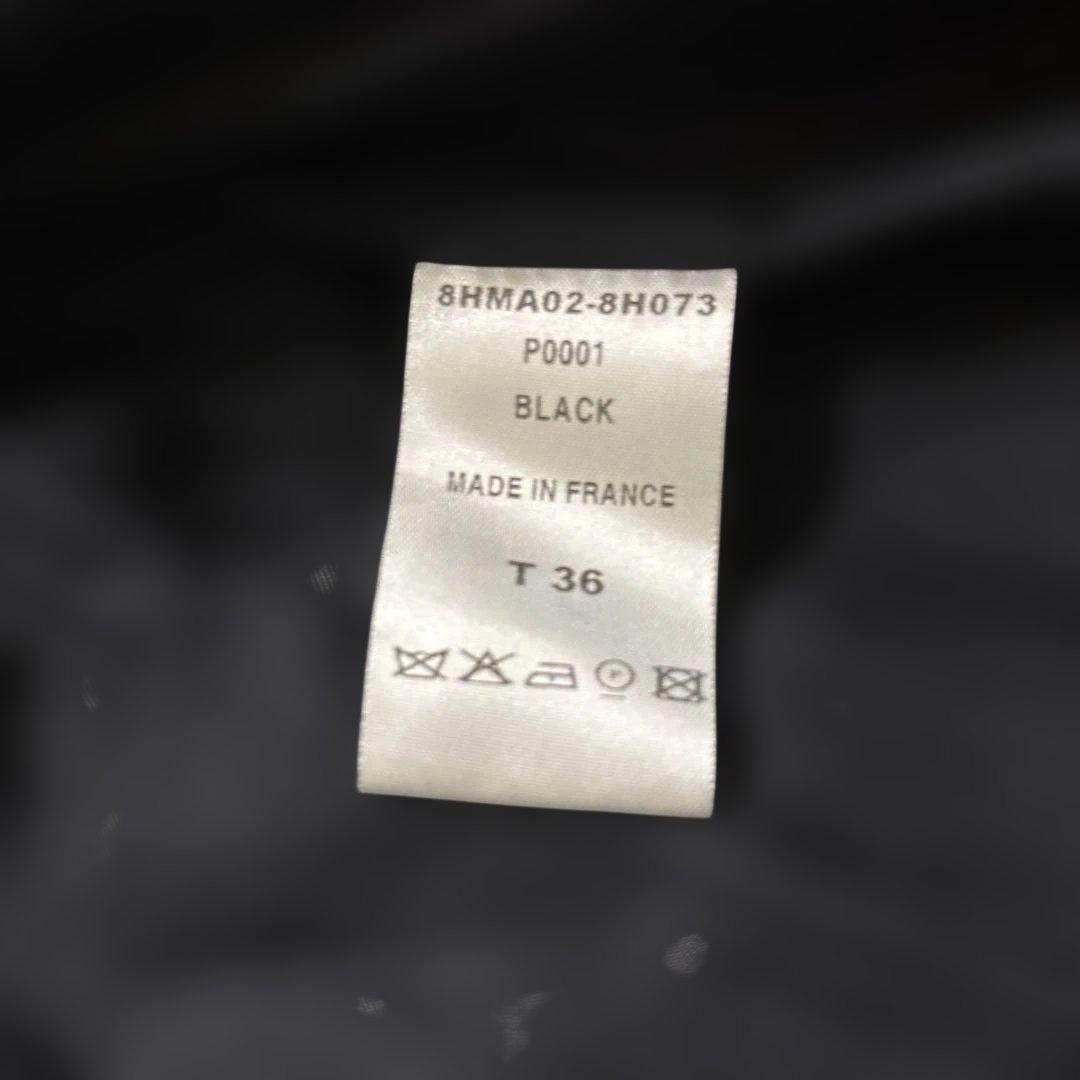 8HMA02-8H073
P0001
BLACK
MADE IN FRANCE
T 36
P